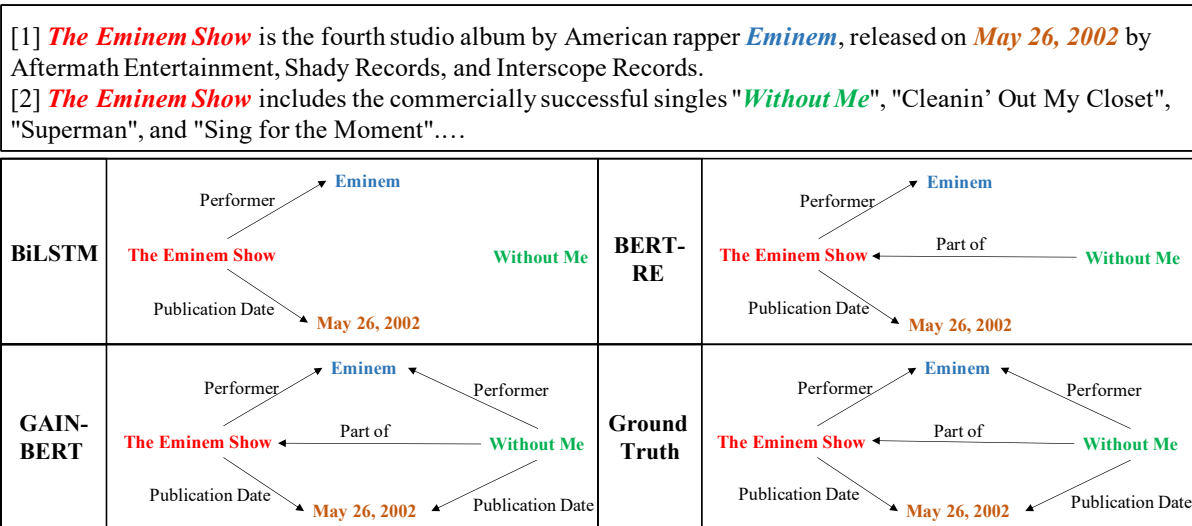 [1] The Eminem Show is the fourth studio album by American rapper Eminem, released on May 26, 2002 by
Aftermath Entertainment, Shady Records, and Interscope Records.
[2] The Eminem Show includes the commercially successful singles "Without Me", "Cleanin' Out My Closet",
"Superman", and "Sing for the Moment"….
BiLSTM
Eminem
Performer
The Eminem Show
Without Me
Publication Date
May 26, 2002
BERT-
RE
Eminem
Performer
Part of
The Eminem Show
Without Me
Publication Date
May 26, 2002
GAIN-
BERT
Eminem
Performer
Performer
Part of
The Eminem Show
Without Me
Publication Date
Publication Date
May 26, 2002
Ground
Truth
Eminem
Performer
Performer
Part of
The Eminem Show
Without Me
Publication Date
Publication Date
May 26, 2002